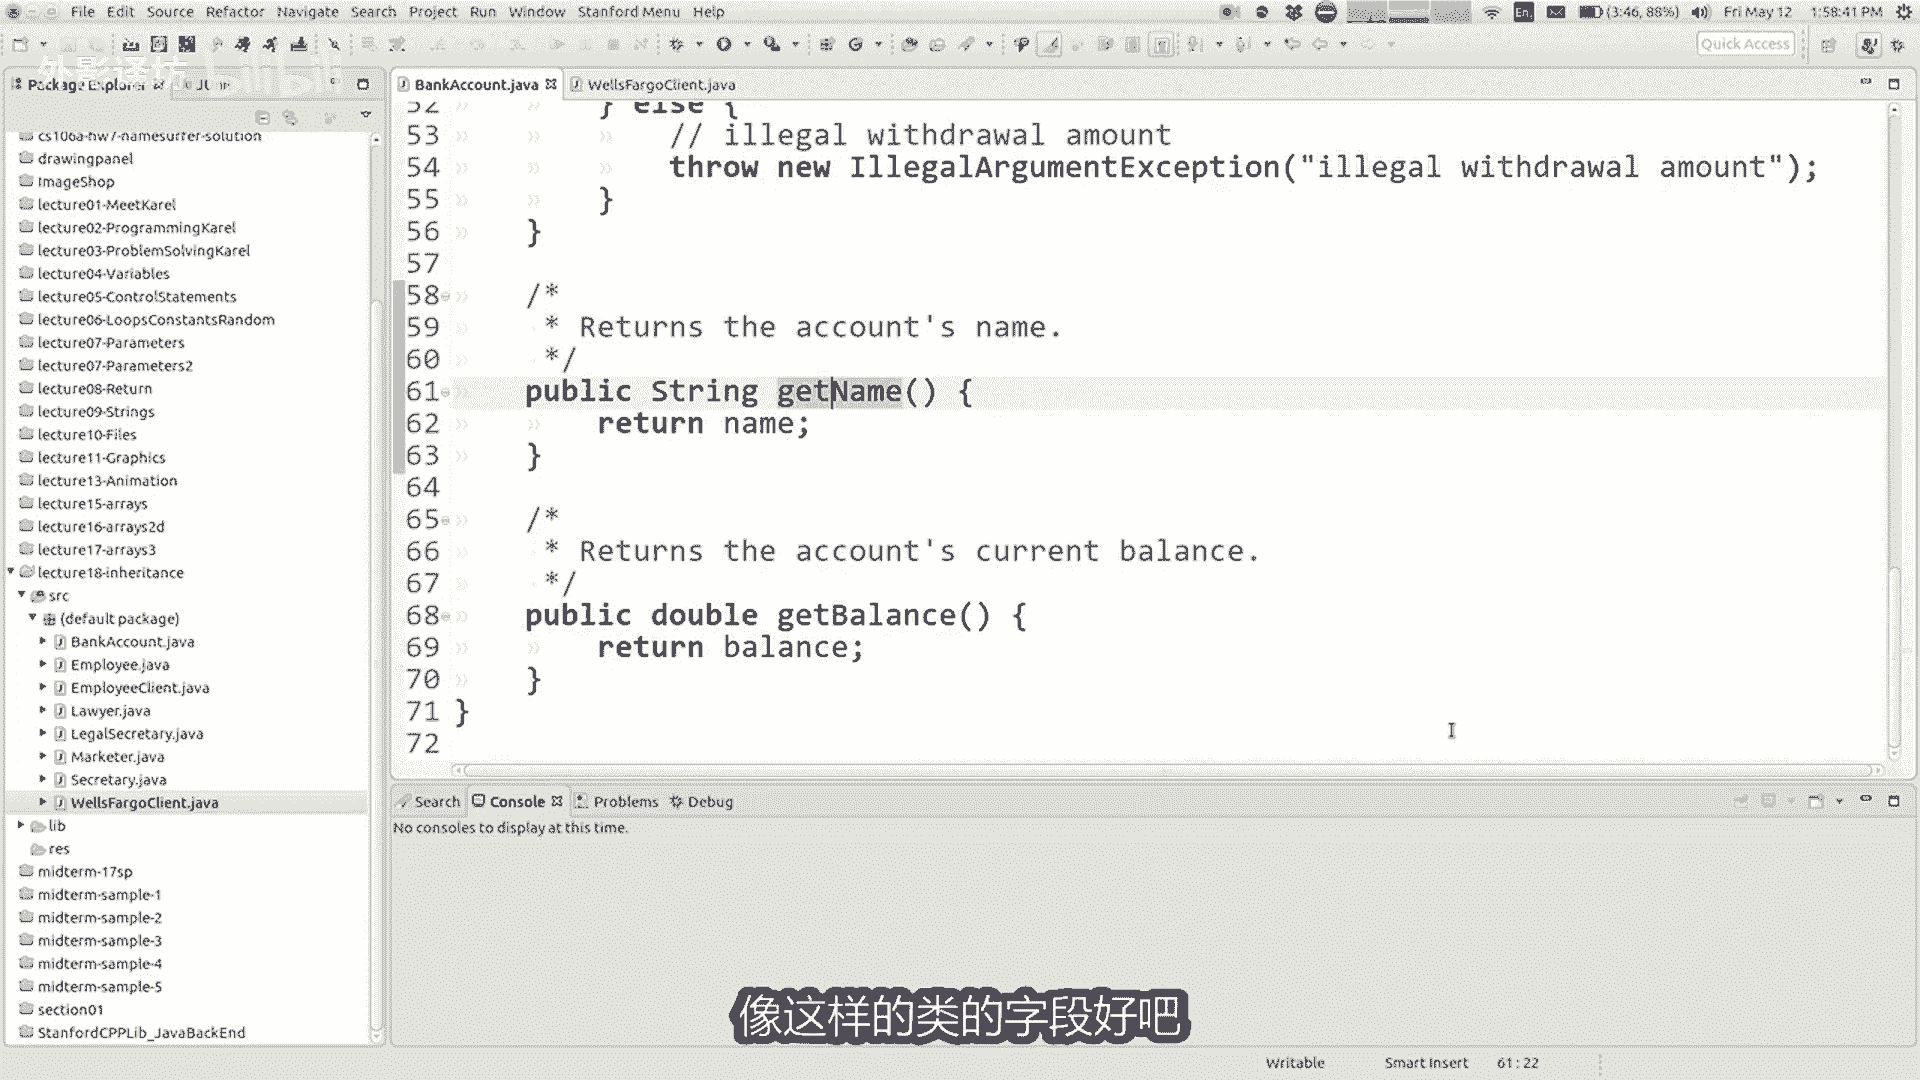 File Edit Source Refactor Navigate Search Project Run Window Stanford Menu Help
En (3:46, 88%) Fri May 12 1:58:41 PM
Quick Access
外影译坊 bilibili
Package Explorer
BankAccount.java WellsFargoClient.java
cs106a-hw7-namesurfer-solution
drawingpanel
ImageShop
lecture01-MeetKarel
lecture02-ProgrammingKarel
lecture03-ProblemSolvingKarel
lecture04-Variables
lecture05-ControlStatements
lecture06-LoopsConstantsRandom
lecture07-Parameters
lecture07-Parameters2
lecture08-Return
lecture09-Strings
lecture10-Files
lecture11-Graphics
lecture13-Animation
lecture15-arrays
lecture16-arrays2d
lecture17-arrays3
lecture18-inheritance
src
(default package)
BankAccount.java
Employee.java
EmployeeClient.java
Lawyer.java
LegalSecretary.java
Marketer.java
Secretary.java
WellsFargoClient.java
lib
res
midterm-17sp
midterm-sample-1
midterm-sample-2
midterm-sample-3
midterm-sample-4
midterm-sample-5
section01
StanfordCPPLib_JavaBackEnd
52 } else {
53 // illegal withdrawal amount
54 throw new IllegalArgumentException("illegal withdrawal amount");
55 }
56 }
57
58 /*
59 * Returns the account's name.
60 */
61 public String getName() {
62 return name;
63 }
64
65 /*
66 * Returns the account's current balance.
67 */
68 public double getBalance() {
69 return balance;
70 }
71 }
72
Search Console Problems Debug
No consoles to display at this time.
像这样的类的字段好吧
Writable Smart Insert 61 : 22